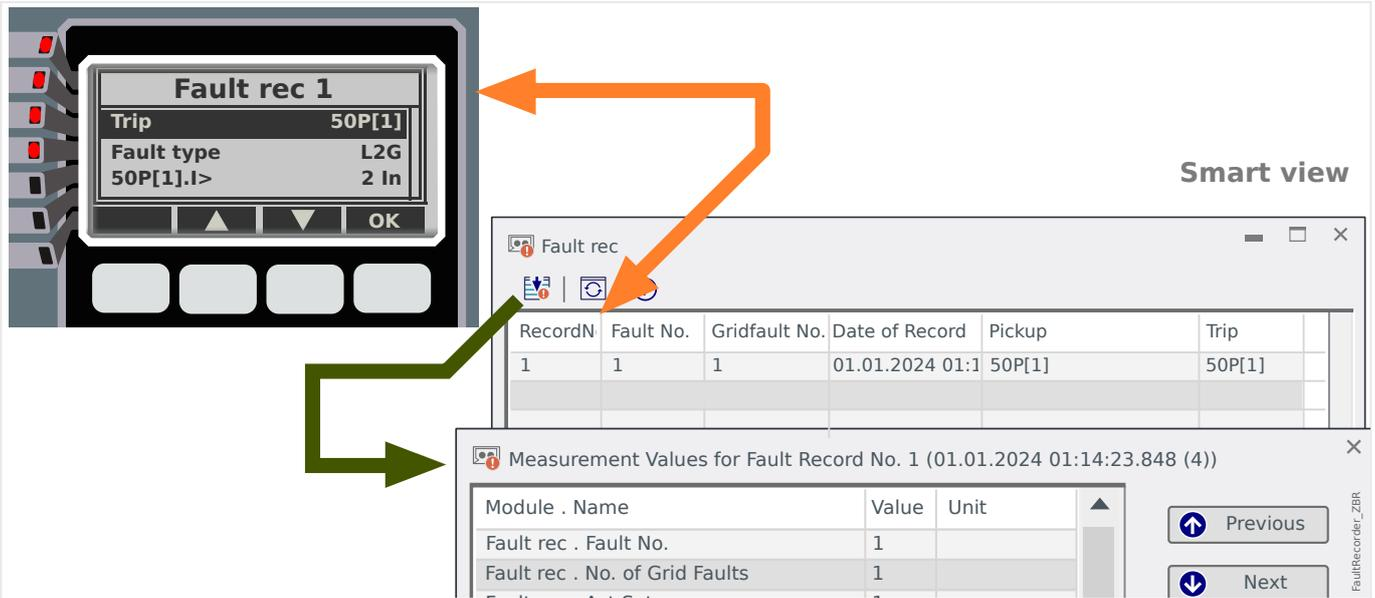 Fault rec 1
Trip 50P[1]
Fault type L2G
50P[1].I> 2 In
OK
Smart view
Fault rec
RecordN Fault No. Gridfault No. Date of Record Pickup Trip
1 1 1 01.01.2024 01:1 50P[1] 50P[1]
Measurement Values for Fault Record No. 1 (01.01.2024 01:14:23.848 (4))
Module . Name Value Unit
Fault rec . Fault No. 1
Fault rec . No. of Grid Faults 1
Previous
Next
FaultRecorder_ZBR